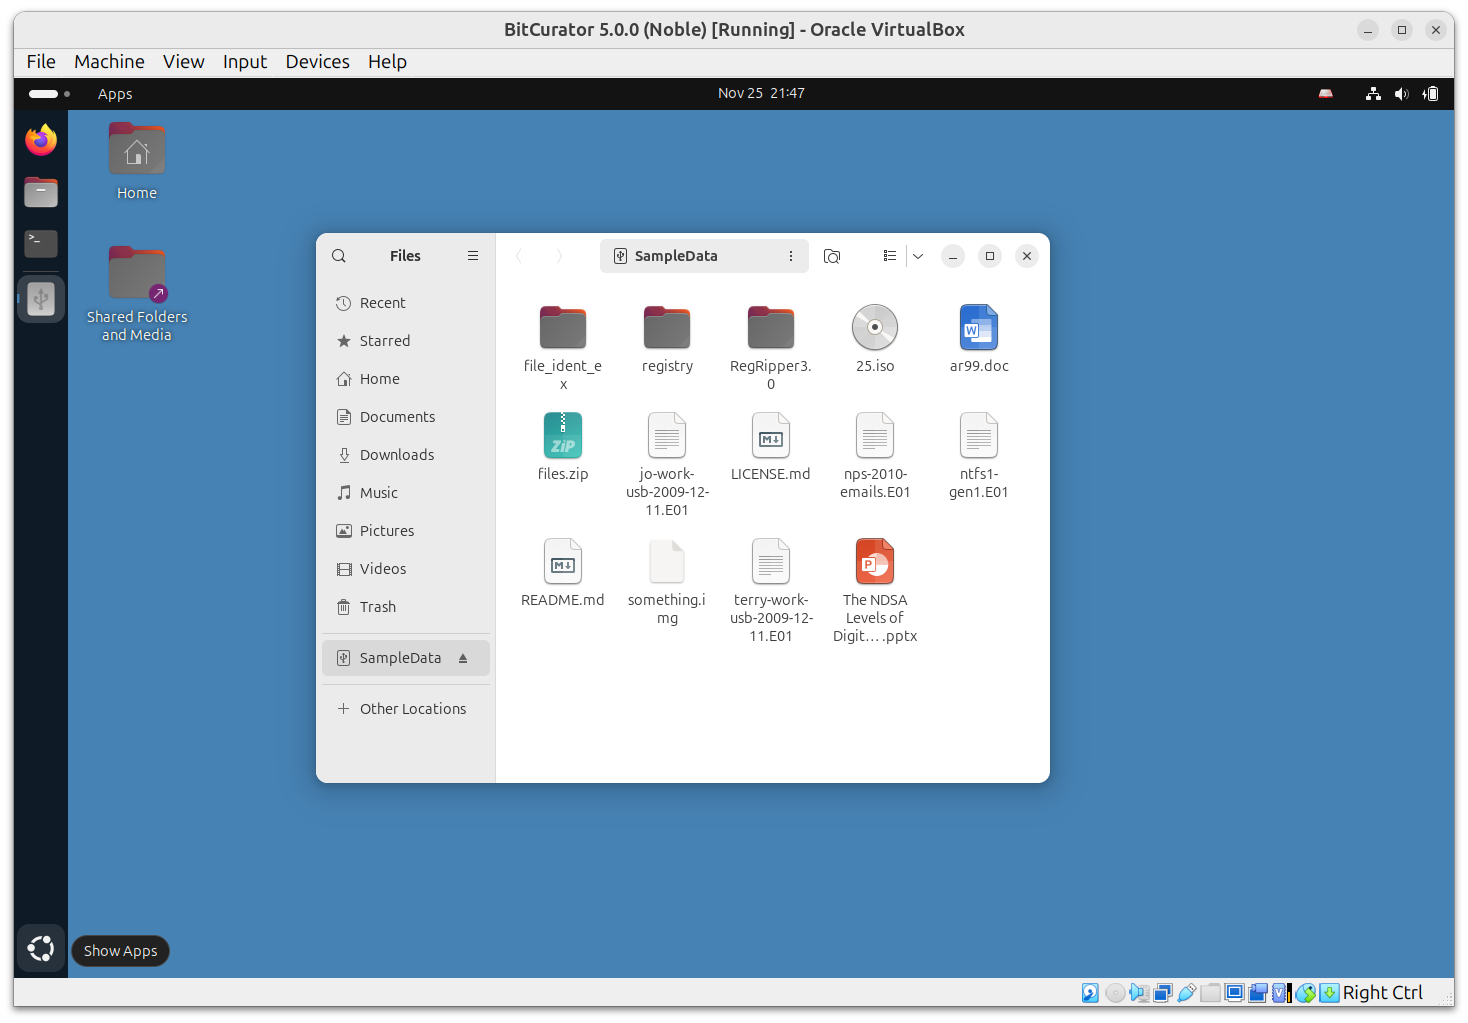 BitCurator 5.0.0 (Noble) [Running] - Oracle VirtualBox
File Machine View Input Devices Help
Apps
Nov 25 21:47
Home
Shared Folders
and Media
Files
SampleData
Recent
Starred
Home
Documents
Downloads
Music
Pictures
Videos
Trash
SampleData
Other Locations
file_ident_e
x
registry
RegRipper3.
0
25.iso
W
ar99.doc
ZiP
files.zip
jo-work-
usb-2009-12-
11.E01
M
LICENSE.md
nps-2010-
emails.E01
ntfs1-
gen1.E01
M
README.md
something.i
mg
terry-work-
usb-2009-12-
11.E01
P
The NDSA
Levels of
Digit… .pptx
Show Apps
Right Ctrl